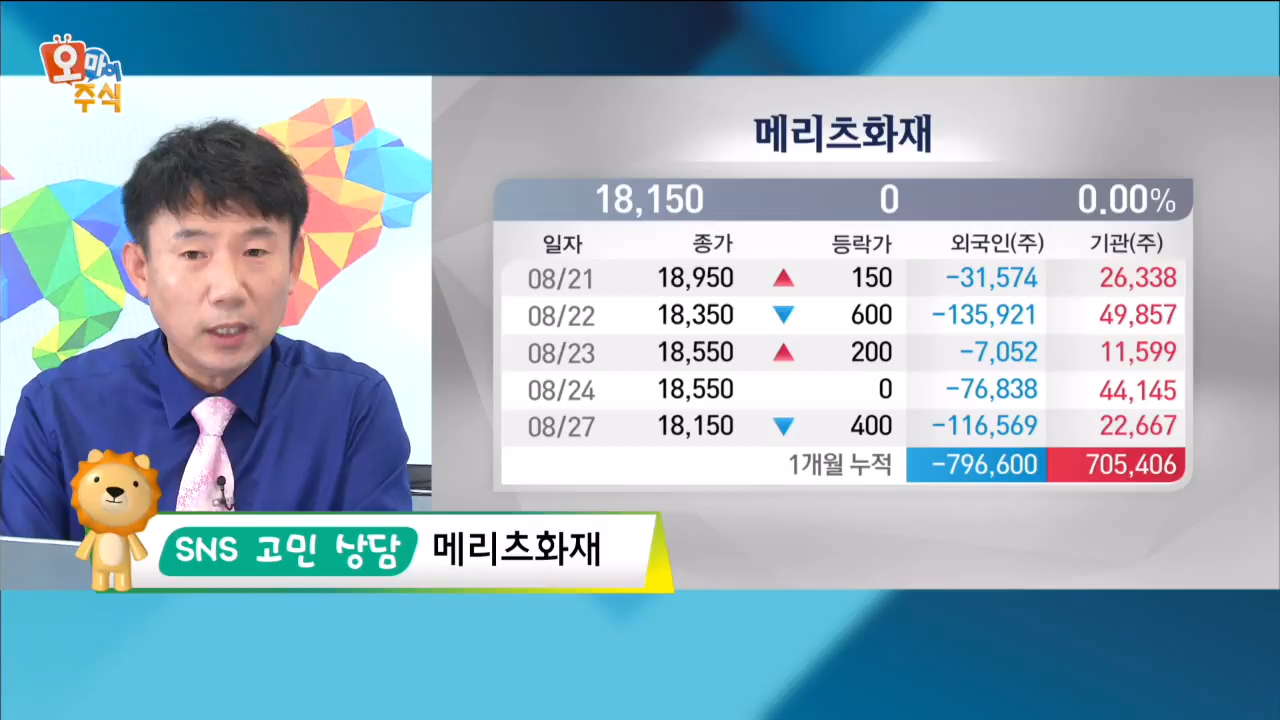 오마이
주식
메리츠화재
18,150 0 0.00%
일자 종가 등락가 외국인(주) 기관(주)
08/21 18,950 ▲ 150 -31,574 26,338
08/22 18,350 ▼ 600 -135,921 49,857
08/23 18,550 ▲ 200 -7,052 11,599
08/24 18,550 0 -76,838 44,145
08/27 18,150 ▼ 400 -116,569 22,667
1개월 누적 -796,600 705,406
SNS 고민 상담 메리츠화재